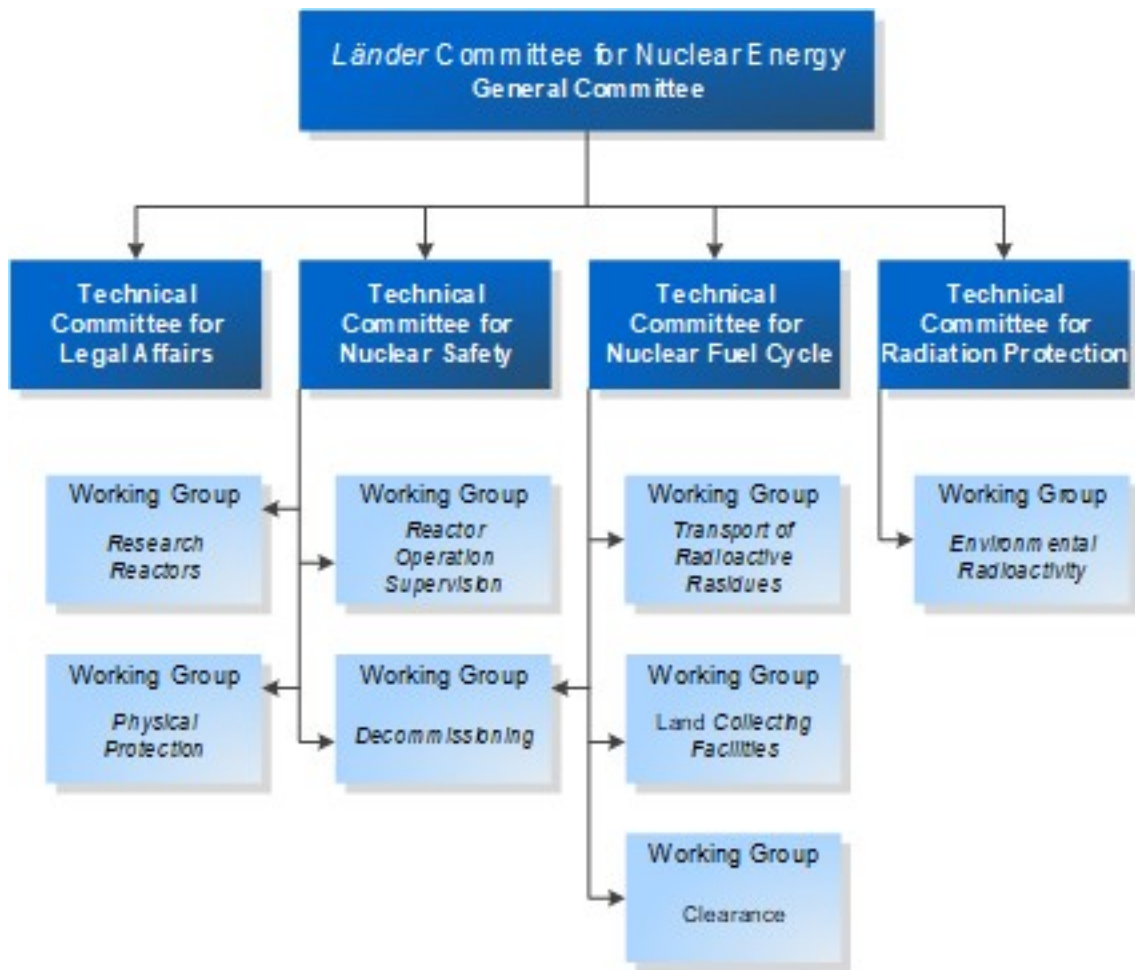 Länder Committee for Nuclear Energy
General Committee
Technical
Committee for
Legal Affairs
Technical
Committee for
Nuclear Safety
Technical
Committee for
Nuclear Fuel Cycle
Technical
Committee for
Radiation Protection
Working Group
Research
Reactors
Working Group
Reactor
Operation
Supervision
Working Group
Transport of
Radioactive
Rasidues
Working Group
Environmental
Radioactivity
Working Group
Physical
Protection
Working Group
Decommissioning
Working Group
Land Collecting
Facilities
Working Group
Clearance